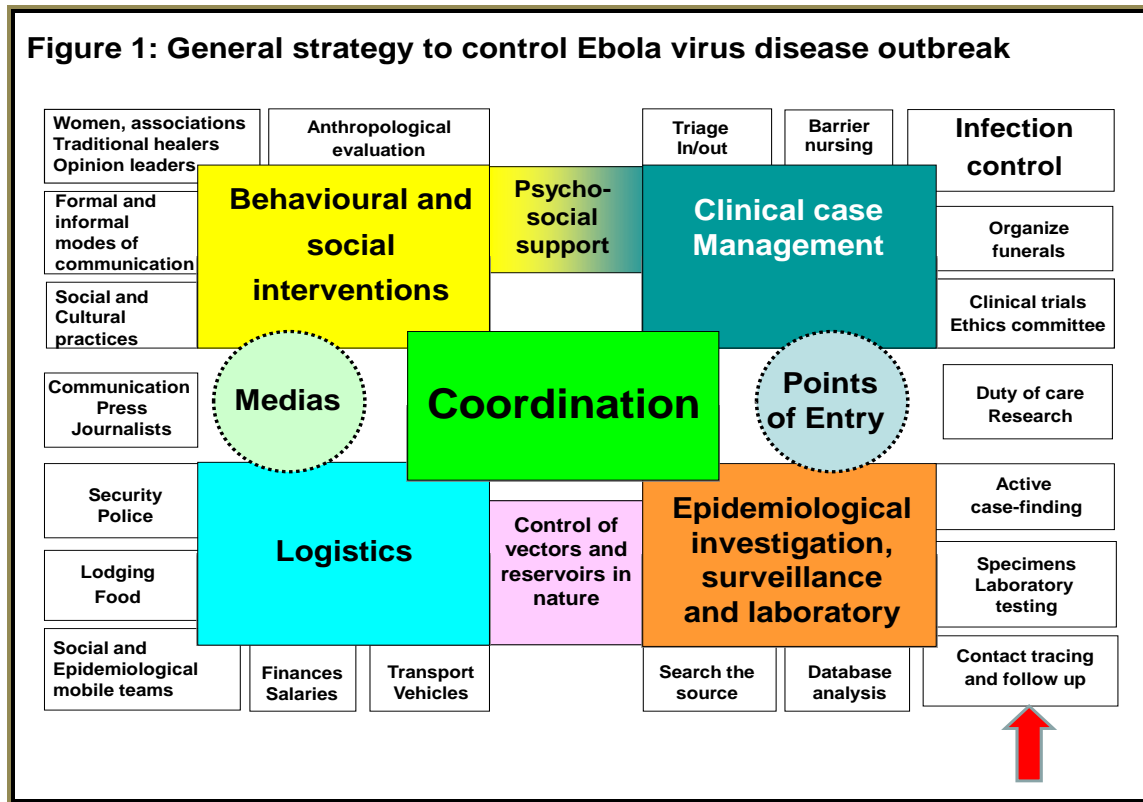 Figure 1: General strategy to control Ebola virus disease outbreak
Women, associations
Traditional healers
Opinion leaders
Anthropological
evaluation
Triage
In/out
Barrier
nursing
Infection
control
Formal and
informal
modes of
communication
Behavioural and
social
interventions
Psycho-
social
support
Clinical case
Management
Organize
funerals
Social and
Cultural
practices
Clinical trials
Ethics committee
Communication
Press
Journalists
Medias
Coordination
Points
of Entry
Duty of care
Research
Security
Police
Logistics
Control of
vectors and
reservoirs in
nature
Epidemiological
investigation,
surveillance
and laboratory
Active
case-finding
Lodging
Food
Specimens
Laboratory
testing
Social and
Epidemiological
mobile teams
Finances
Salaries
Transport
Vehicles
Search the
source
Database
analysis
Contact tracing
and follow up